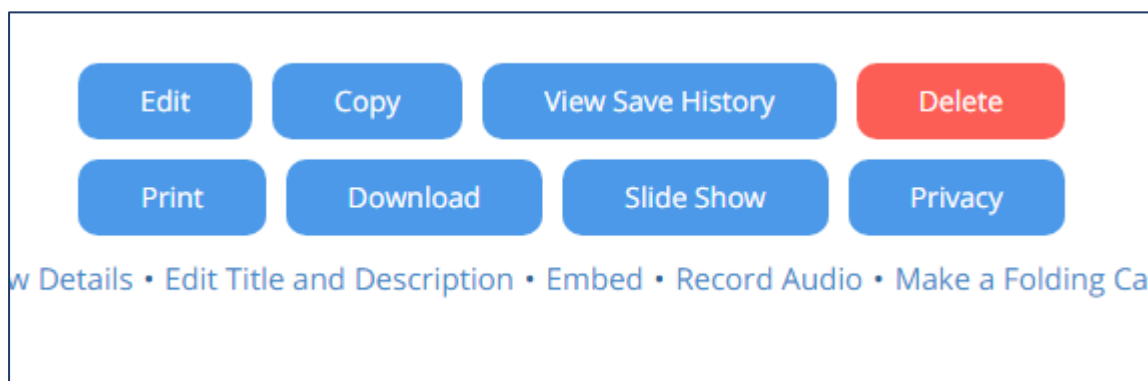 Edit Copy View Save History Delete
Print Download Slide Show Privacy
w Details • Edit Title and Description • Embed • Record Audio • Make a Folding Ca